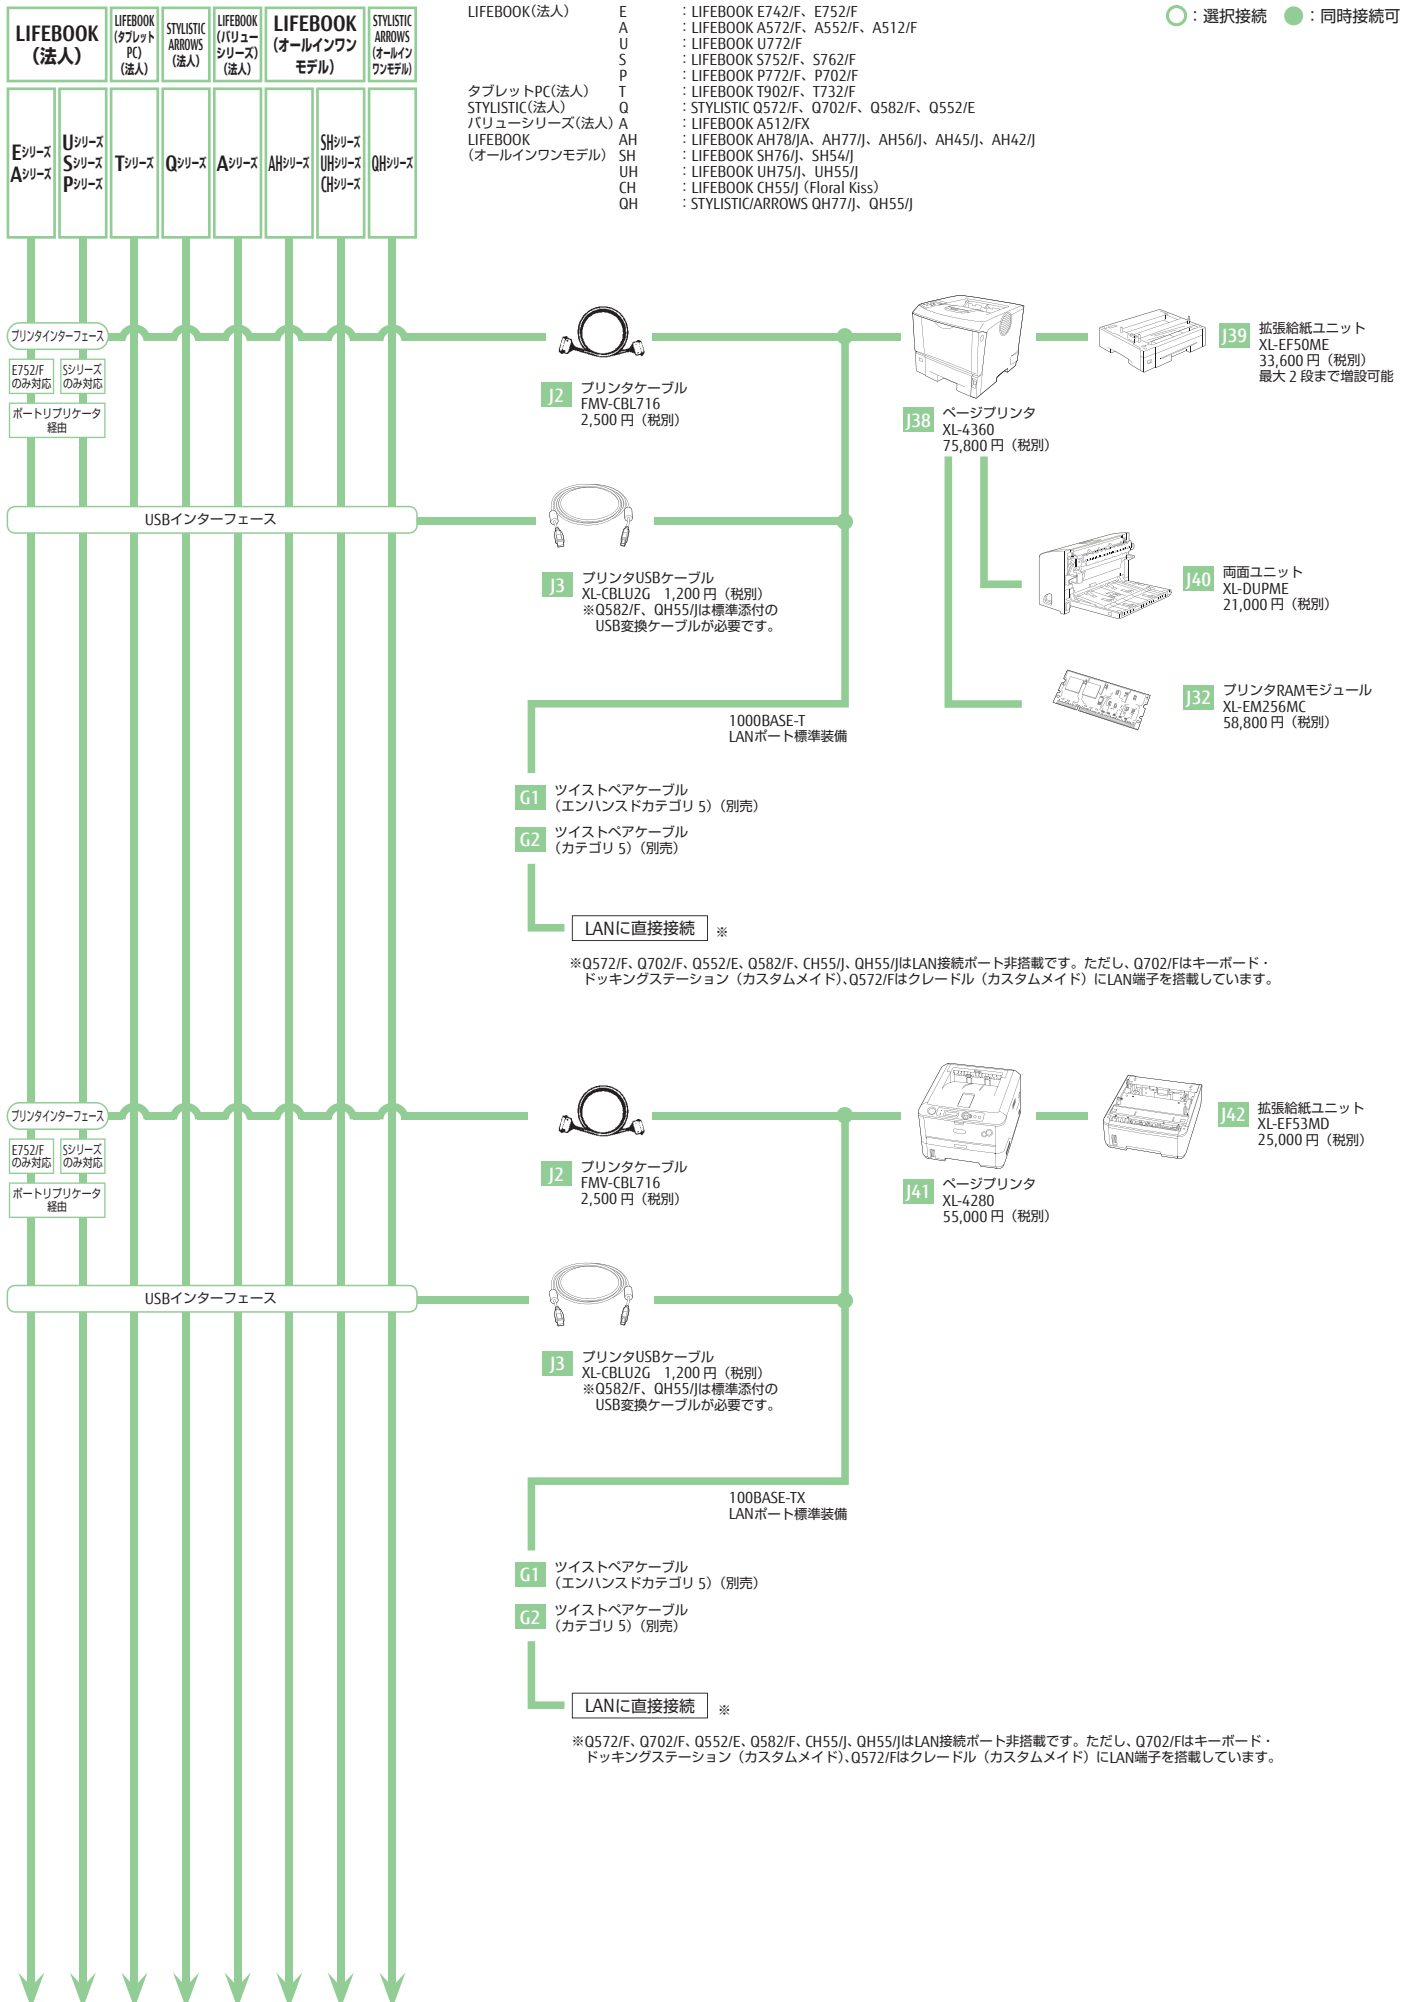 LIFEBOOK
(法人)
LIFEBOOK
(タブレット
PC)
(法人)
STYLISTIC
ARROWS
(法人)
LIFEBOOK
(バリュー
シリーズ)
(法人)
LIFEBOOK
(オールインワン
モデル)
STYLISTIC
ARROWS
(オールイン
ワンモデル)
Eシリーズ
Aシリーズ
Uシリーズ
Sシリーズ
Pシリーズ
Tシリーズ
Qシリーズ
Aシリーズ
AHシリーズ
SHシリーズ
UHシリーズ
CHシリーズ
QHシリーズ
LIFEBOOK(法人) E :LIFEBOOK E742/F、E752/F
A :LIFEBOOK A572/F、A552/F、A512/F
U :LIFEBOOK U772/F
S :LIFEBOOK S752/F、S762/F
P :LIFEBOOK P772/F、P702/F
タブレットPC(法人) T :LIFEBOOK T902/F、T732/F
STYLISTIC(法人) Q :STYLISTIC Q572/F、Q702/F、Q582/F、Q552/E
バリューシリーズ(法人) A :LIFEBOOK A512/FX
LIFEBOOK AH :LIFEBOOK AH78/JA、AH77/J、AH56/J、AH45/J、AH42/J
(オールインワンモデル) SH :LIFEBOOK SH76/J、SH54/J
UH :LIFEBOOK UH75/J、UH55/J
CH :LIFEBOOK CH55/J (Floral Kiss)
QH :STYLISTIC/ARROWS QH77/J、QH55/J
○:選択接続 ●:同時接続可
プリンタインターフェース
E752/F
のみ対応
Sシリーズ
のみ対応
ポートリプリケータ
経由
J2 プリンタケーブル
FMV-CBL716
2,500円(税別)
J38 ページプリンタ
XL-4360
75,800円(税別)
J39 拡張給紙ユニット
XL-EF50ME
33,600円(税別)
最大2段まで増設可能
USBインターフェース
J3 プリンタUSBケーブル
XL-CBLU2G 1,200円(税別)
※Q582/F、QH55/Jは標準添付の
USB変換ケーブルが必要です。
J40 両面ユニット
XL-DUPME
21,000円(税別)
J32 プリンタRAMモジュール
XL-EM256MC
58,800円(税別)
1000BASE-T
LANポート標準装備
G1 ツイストペアケーブル
(エンハンスドカテゴリ5)(別売)
G2 ツイストペアケーブル
(カテゴリ5)(別売)
LANに直接接続 ※
※Q572/F、Q702/F、Q552/E、Q582/F、CH55/J、QH55/JはLAN接続ポート非搭載です。ただし、Q702/Fはキーボード・
ドッキングステーション(カスタムメイド)、Q572/Fはクレードル(カスタムメイド)にLAN端子を搭載しています。
プリンタインターフェース
E752/F
のみ対応
Sシリーズ
のみ対応
ポートリプリケータ
経由
J2 プリンタケーブル
FMV-CBL716
2,500円(税別)
J41 ページプリンタ
XL-4280
55,000円(税別)
J42 拡張給紙ユニット
XL-EF53MD
25,000円(税別)
USBインターフェース
J3 プリンタUSBケーブル
XL-CBLU2G 1,200円(税別)
※Q582/F、QH55/Jは標準添付の
USB変換ケーブルが必要です。
100BASE-TX
LANポート標準装備
G1 ツイストペアケーブル
(エンハンスドカテゴリ5)(別売)
G2 ツイストペアケーブル
(カテゴリ5)(別売)
LANに直接接続 ※
※Q572/F、Q702/F、Q552/E、Q582/F、CH55/J、QH55/JはLAN接続ポート非搭載です。ただし、Q702/Fはキーボード・
ドッキングステーション(カスタムメイド)、Q572/Fはクレードル(カスタムメイド)にLAN端子を搭載しています。